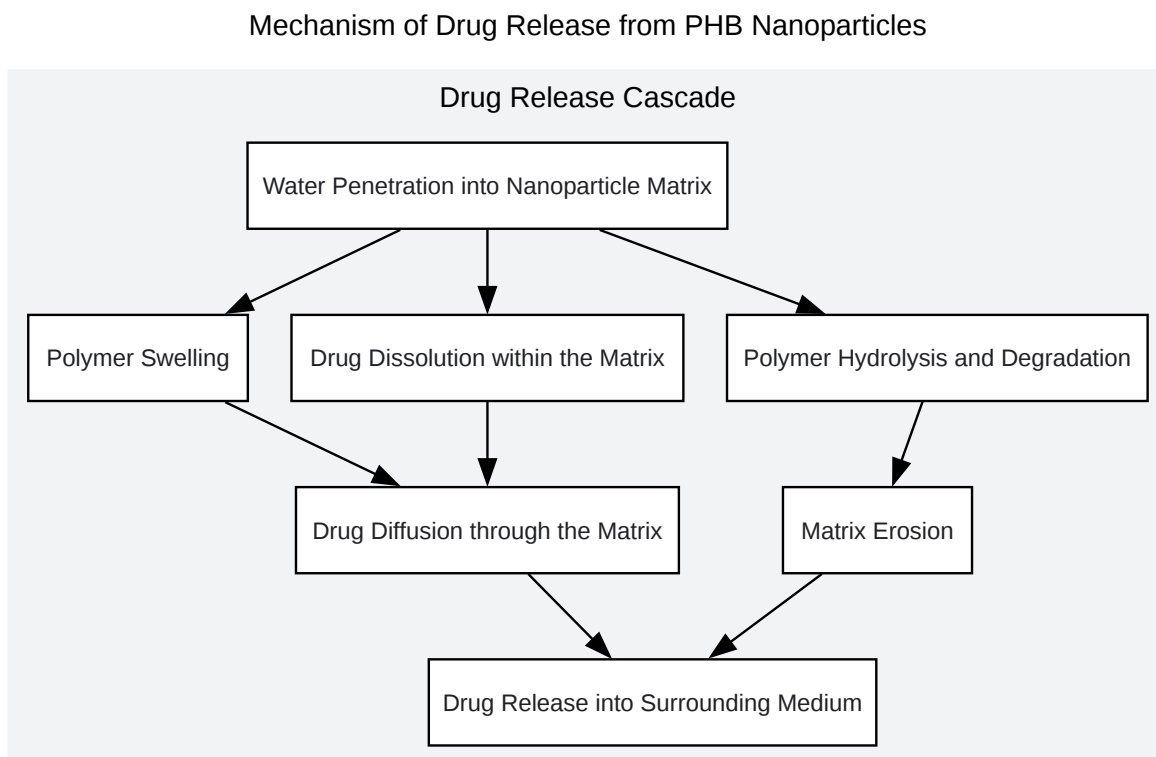 Mechanism of Drug Release from PHB Nanoparticles
Drug Release Cascade
Water Penetration into Nanoparticle Matrix
Polymer Swelling
Drug Dissolution within the Matrix
Polymer Hydrolysis and Degradation
Drug Diffusion through the Matrix
Matrix Erosion
Drug Release into Surrounding Medium